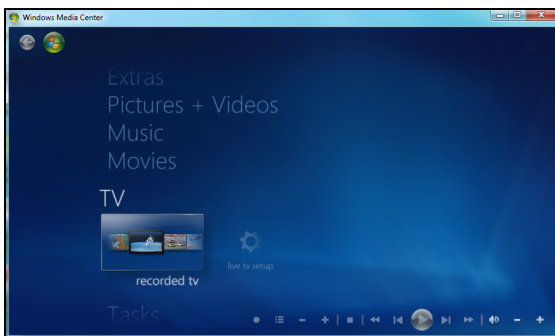 Windows Media Center
Extras
Pictures + Videos
Music
Movies
TV
recorded tv
live tv setup
Tasks